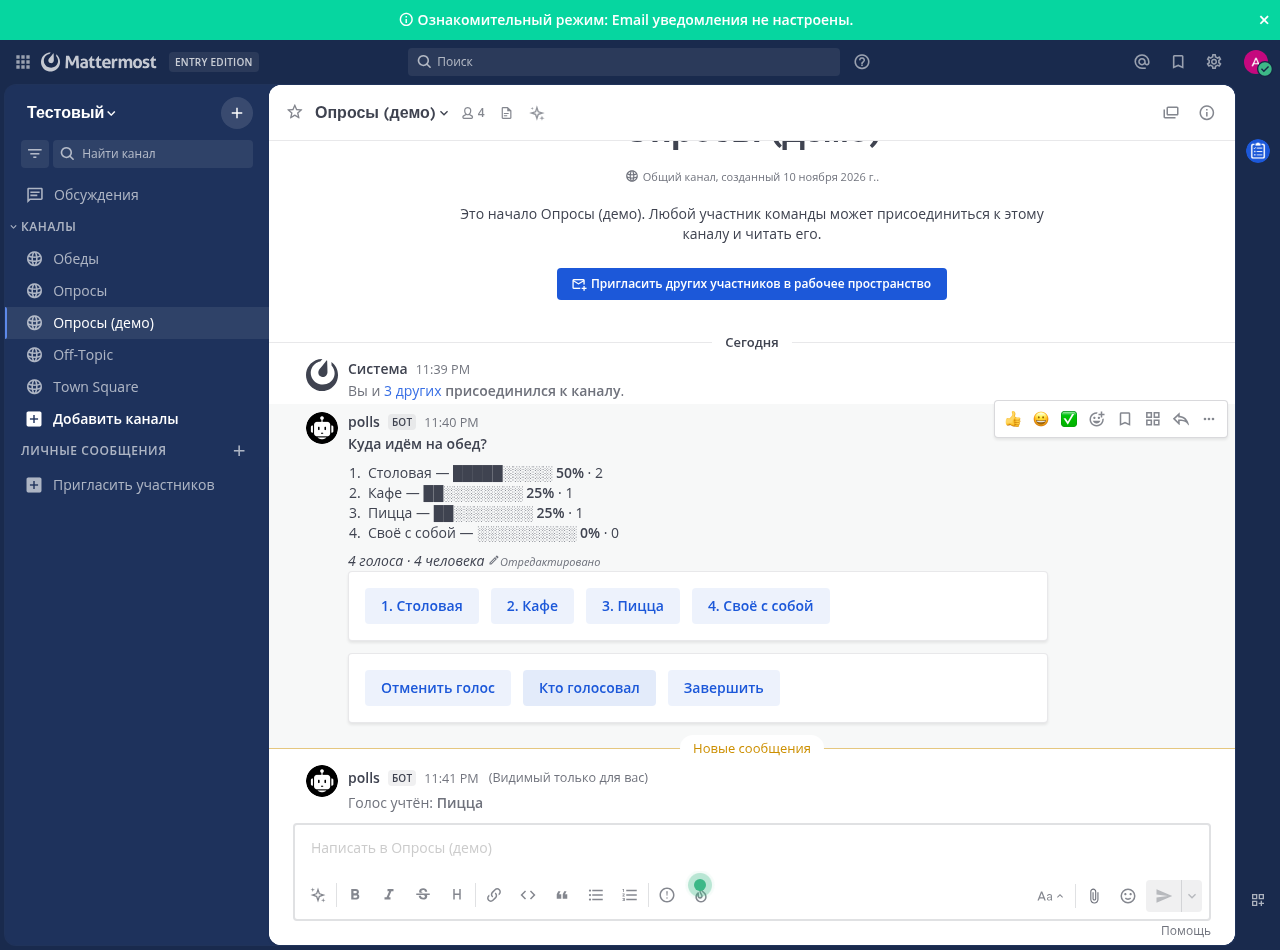 Ознакомительный режим: Email уведомления не настроены.
Mattermost
ENTRY EDITION
Поиск
A
Тестовый
Найти канал
Обсуждения
КАНАЛЫ
Обеды
Опросы
Опросы (демо)
Off-Topic
Town Square
Добавить каналы
ЛИЧНЫЕ СООБЩЕНИЯ
Пригласить участников
Опросы (демо)
4
Опросы (демо)
Общий канал, созданный 10 ноября 2026 г..
Это начало Опросы (демо). Любой участник команды может присоединиться к этому
каналу и читать его.
Пригласить других участников в рабочее пространство
Сегодня
Система 11:39 PM
Вы и 3 других присоединился к каналу.
polls БОТ 11:40 PM
Куда идём на обед?
1. Столовая — █████░░░░░ 50% · 2
2. Кафе — ██░░░░░░░░ 25% · 1
3. Пицца — ██░░░░░░░░ 25% · 1
4. Своё с собой — ░░░░░░░░░░ 0% · 0
4 голоса · 4 человека Отредактировано
1. Столовая
2. Кафе
3. Пицца
4. Своё с собой
Отменить голос
Кто голосовал
Завершить
Новые сообщения
polls БОТ 11:41 PM (Видимый только для вас)
Голос учтён: Пицца
Написать в Опросы (демо)
B I S H
Aa
Помощь